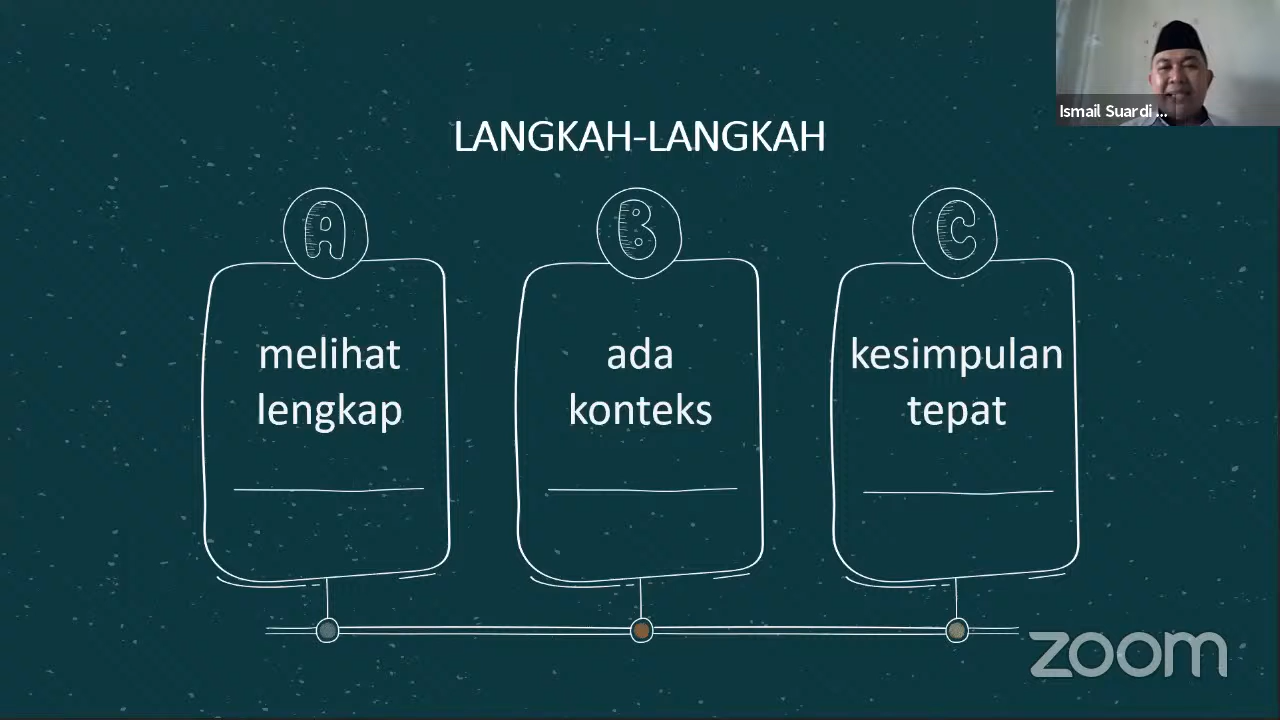 Ismail Suardi ...
LANGKAH-LANGKAH
A
B
C
melihat
lengkap
ada
konteks
kesimpulan
tepat
zoom